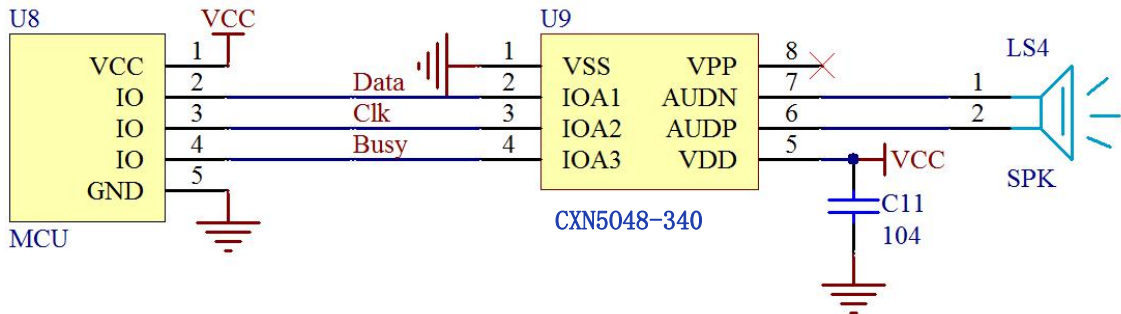 U8
VCC
U9
VCC 1
IO 2
IO 3
IO 4
GND 5
MCU
Data
Clk
Busy
1 VSS VPP 8
2 IOA1 AUDN 7
3 IOA2 AUDP 6
4 IOA3 VDD 5
CXN5048-340
VCC
C11
104
LS4
1
2
SPK